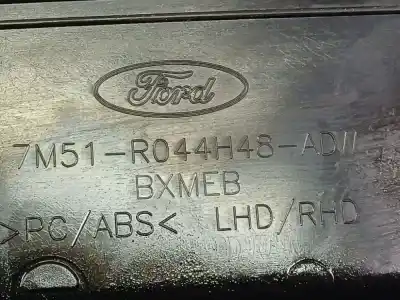 Ford
7M51-R044H48-AD//
BXMEB
>PC/ABS< LHD/RHD